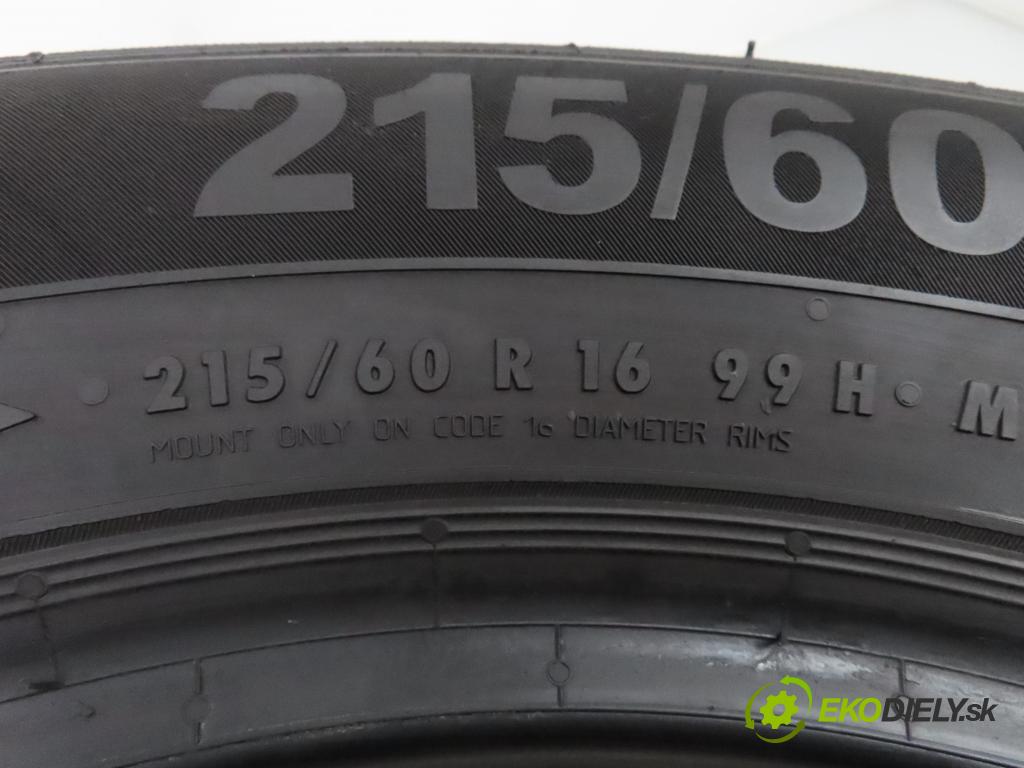 215/60
215/60 R 16 99 H M
MOUNT ONLY ON CODE 16 DIAMETER RIMS
EKODIELY.sk